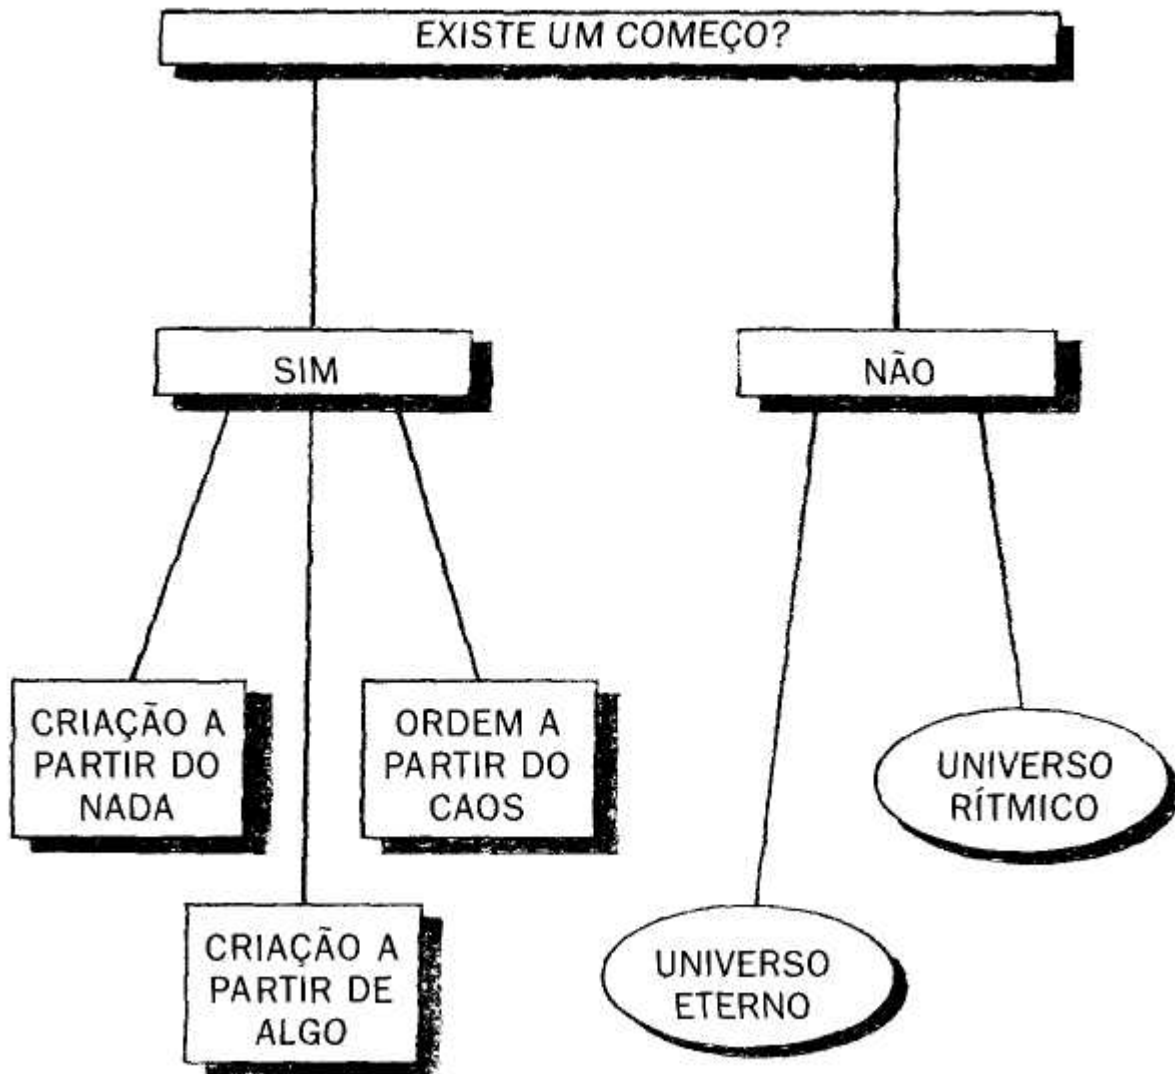 EXISTE UM COMEÇO?
SIM
NÃO
CRIAÇÃO A
PARTIR DO
NADA
ORDEM A
PARTIR DO
CAOS
UNIVERSO
RÍTMICO
CRIAÇÃO A
PARTIR DE
ALGO
UNIVERSO
ETERNO